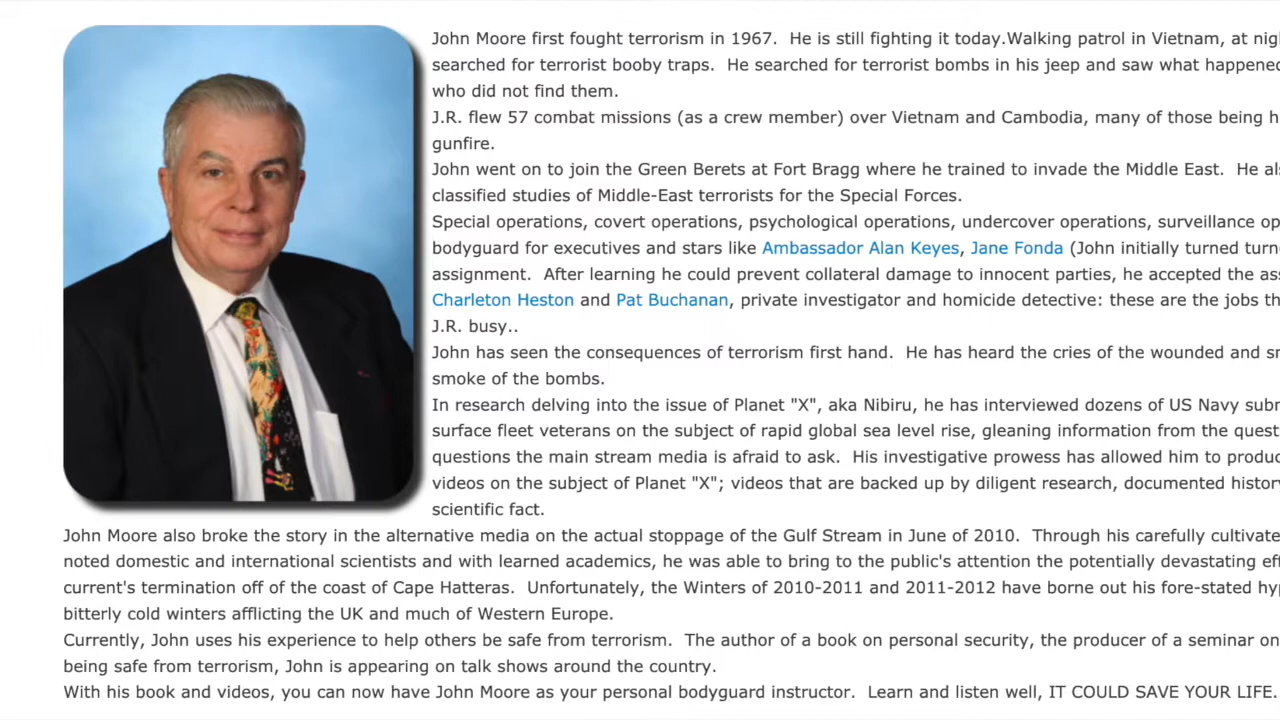 John Moore first fought terrorism in 1967.  He is still fighting it today.Walking patrol in Vietnam, at
searched for terrorist booby traps.  He searched for terrorist bombs in his jeep and saw what happened
who did not find them.
J.R. flew 57 combat missions (as a crew member) over Vietnam and Cambodia, many of those being
gunfire.
John went on to join the Green Berets at Fort Bragg where he trained to invade the Middle East.  He
classified studies of Middle-East terrorists for the Special Forces.
Special operations, covert operations, psychological operations, undercover operations, surveillance
bodyguard for executives and stars like Ambassador Alan Keyes, Jane Fonda (John initially turned
assignment.  After learning he could prevent collateral damage to innocent parties, he accepted the
Charleton Heston and Pat Buchanan, private investigator and homicide detective: these are the jobs
J.R. busy..
John has seen the consequences of terrorism first hand.  He has heard the cries of the wounded and
smoke of the bombs.
In research delving into the issue of Planet "X", aka Nibiru, he has interviewed dozens of US Navy
surface fleet veterans on the subject of rapid global sea level rise, gleaning information from the
questions the main stream media is afraid to ask.  His investigative prowess has allowed him to
videos on the subject of Planet "X"; videos that are backed up by diligent research, documented
scientific fact.
John Moore also broke the story in the alternative media on the actual stoppage of the Gulf Stream in June of 2010.  Through his carefully
noted domestic and international scientists and with learned academics, he was able to bring to the public's attention the potentially devastating
current's termination off of the coast of Cape Hatteras.  Unfortunately, the Winters of 2010-2011 and 2011-2012 have borne out his fore-stated
bitterly cold winters afflicting the UK and much of Western Europe.
Currently, John uses his experience to help others be safe from terrorism.  The author of a book on personal security, the producer of a seminar on
being safe from terrorism, John is appearing on talk shows around the country.
With his book and videos, you can now have John Moore as your personal bodyguard instructor.  Learn and listen well, IT COULD SAVE YOUR LIFE.